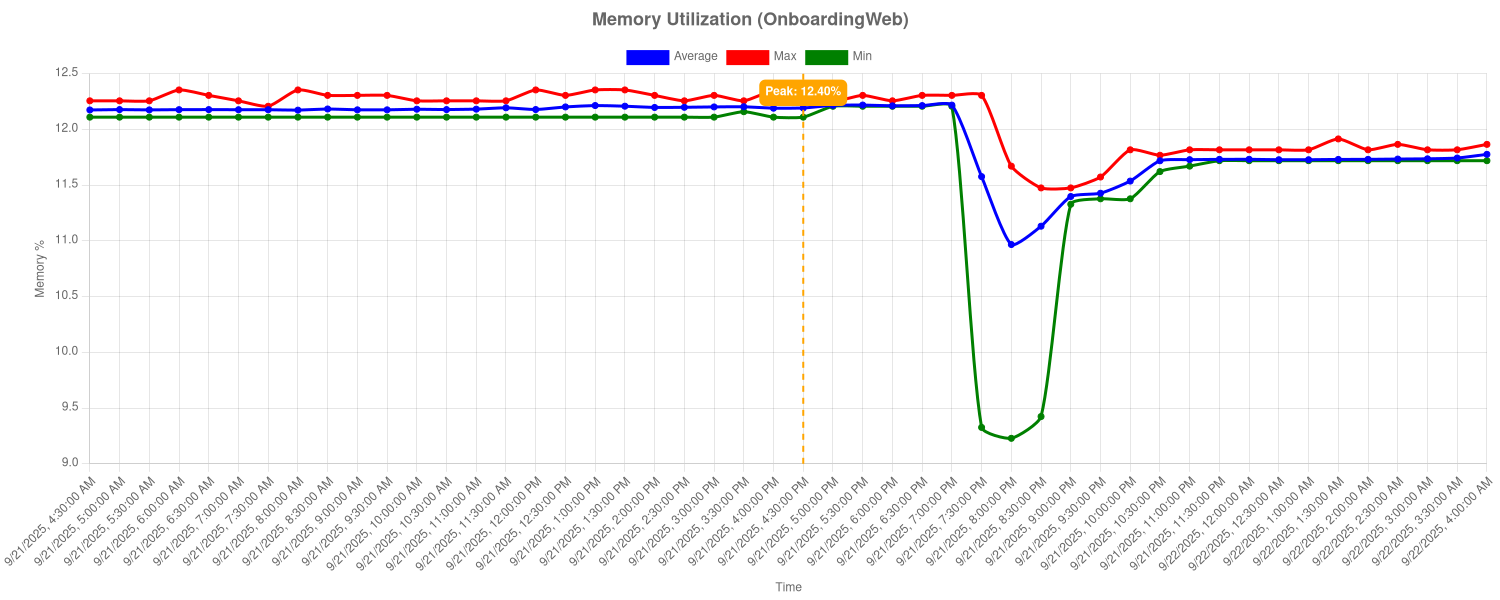 Memory Utilization (OnboardingWeb)
Average Max Min
Peak: 12.40%
12.5
12.0
11.5
11.0
10.5
10.0
9.5
9.0
Memory %
9/21/2025, 4:30:00 AM
9/21/2025, 5:00:00 AM
9/21/2025, 5:30:00 AM
9/21/2025, 6:00:00 AM
9/21/2025, 6:30:00 AM
9/21/2025, 7:00:00 AM
9/21/2025, 7:30:00 AM
9/21/2025, 8:00:00 AM
9/21/2025, 8:30:00 AM
9/21/2025, 9:00:00 AM
9/21/2025, 9:30:00 AM
9/21/2025, 10:00:00 AM
9/21/2025, 10:30:00 AM
9/21/2025, 11:00:00 AM
9/21/2025, 11:30:00 AM
9/21/2025, 12:00:00 PM
9/21/2025, 12:30:00 PM
9/21/2025, 1:00:00 PM
9/21/2025, 1:30:00 PM
9/21/2025, 2:00:00 PM
9/21/2025, 2:30:00 PM
9/21/2025, 3:00:00 PM
9/21/2025, 3:30:00 PM
9/21/2025, 4:00:00 PM
9/21/2025, 4:30:00 PM
9/21/2025, 5:00:00 PM
9/21/2025, 5:30:00 PM
9/21/2025, 6:00:00 PM
9/21/2025, 6:30:00 PM
9/21/2025, 7:00:00 PM
9/21/2025, 7:30:00 PM
9/21/2025, 8:00:00 PM
9/21/2025, 8:30:00 PM
9/21/2025, 9:00:00 PM
9/21/2025, 9:30:00 PM
9/21/2025, 10:00:00 PM
9/21/2025, 10:30:00 PM
9/21/2025, 11:00:00 PM
9/21/2025, 11:30:00 PM
9/22/2025, 12:00:00 AM
9/22/2025, 12:30:00 AM
9/22/2025, 1:00:00 AM
9/22/2025, 1:30:00 AM
9/22/2025, 2:00:00 AM
9/22/2025, 2:30:00 AM
9/22/2025, 3:00:00 AM
9/22/2025, 3:30:00 AM
9/22/2025, 4:00:00 AM
Time